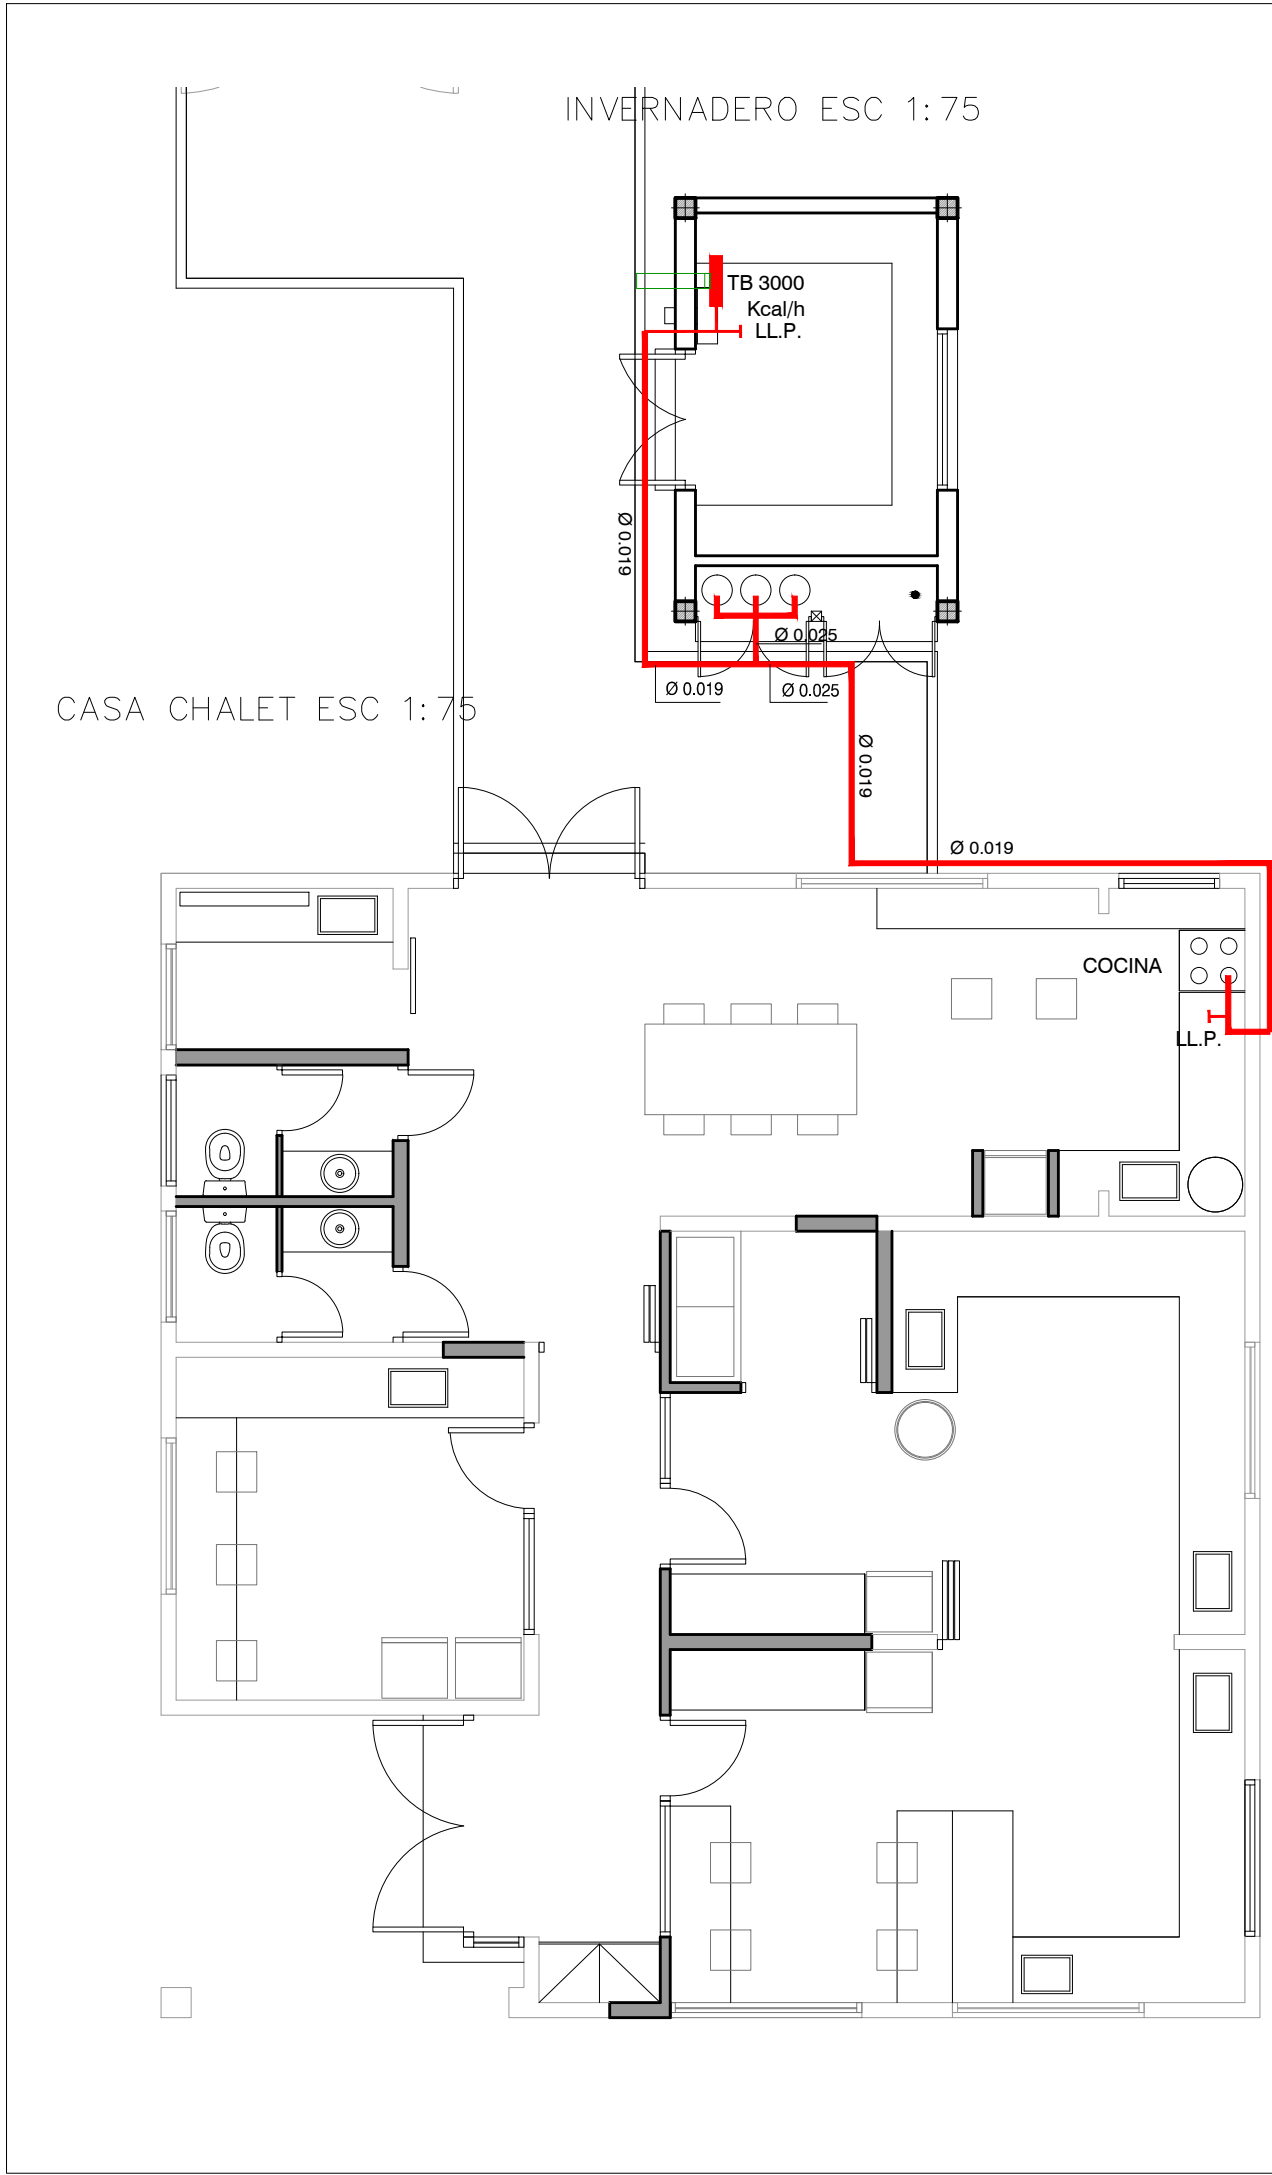 INVERNADERO ESC 1:75
TB 3000
Kcal/h
LL.P.
Ø 0.019
Ø 0.025
Ø 0.019
Ø 0.025
CASA CHALET ESC 1:75
Ø 0.019
Ø 0.019
COCINA
LL.P.